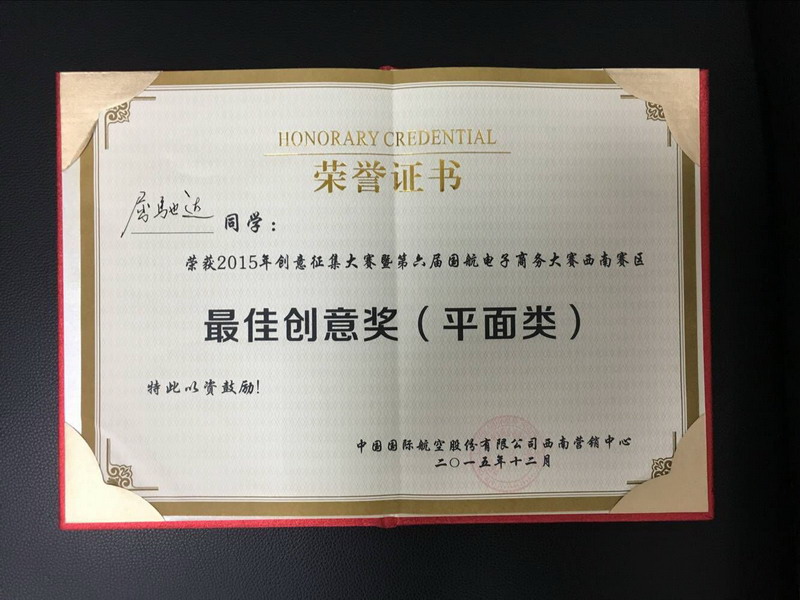 HONORARY CREDENTIAL
荣誉证书
同学：
荣获2015年创意征集大赛暨第六届国航电子商务大赛西南赛区
最佳创意奖（平面类）
特此以资鼓励！
中国国际航空股份有限公司西南营销中心
二〇一五年十二月